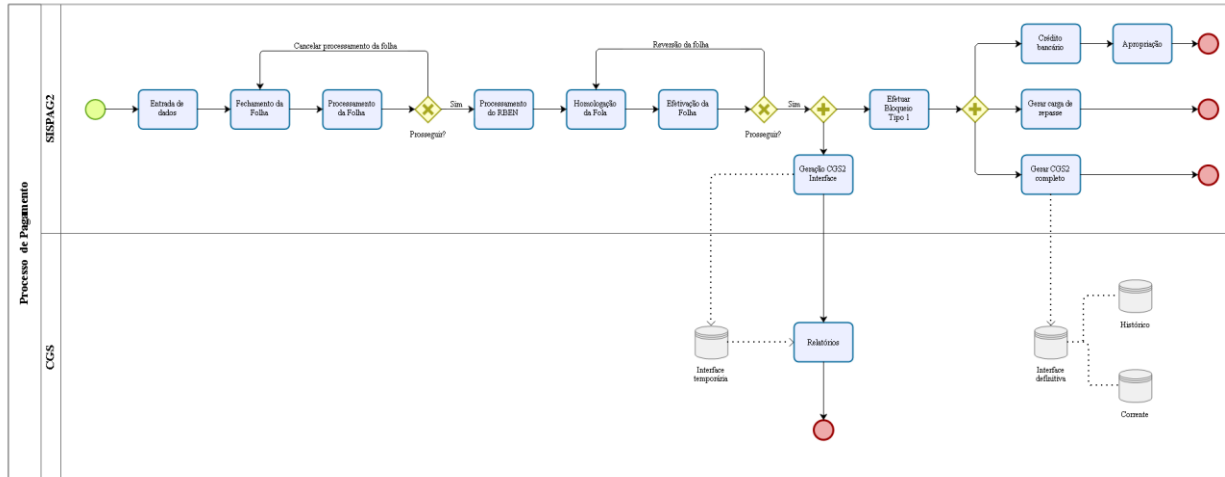 Processo de Pagamento
SISPAG2
Cancelar processamento da folha
Reversão da folha
Entrada de
dados
Fechamento da
Folha
Processamento
da Folha
Prosseguir?
Sim
Processamento
do RBEN
Homologação
da Fola
Efetivação da
Folha
Prosseguir?
Sim
Efetuar
Bloqueio
Tipo 1
Crédito
bancário
Apropriação
Gerar carga de
repasse
Gerar CGS2
completo
Geração CGS2
Interface
CGS
Interface
temporária
Relatórios
Interface
definitiva
Histórico
Corrente